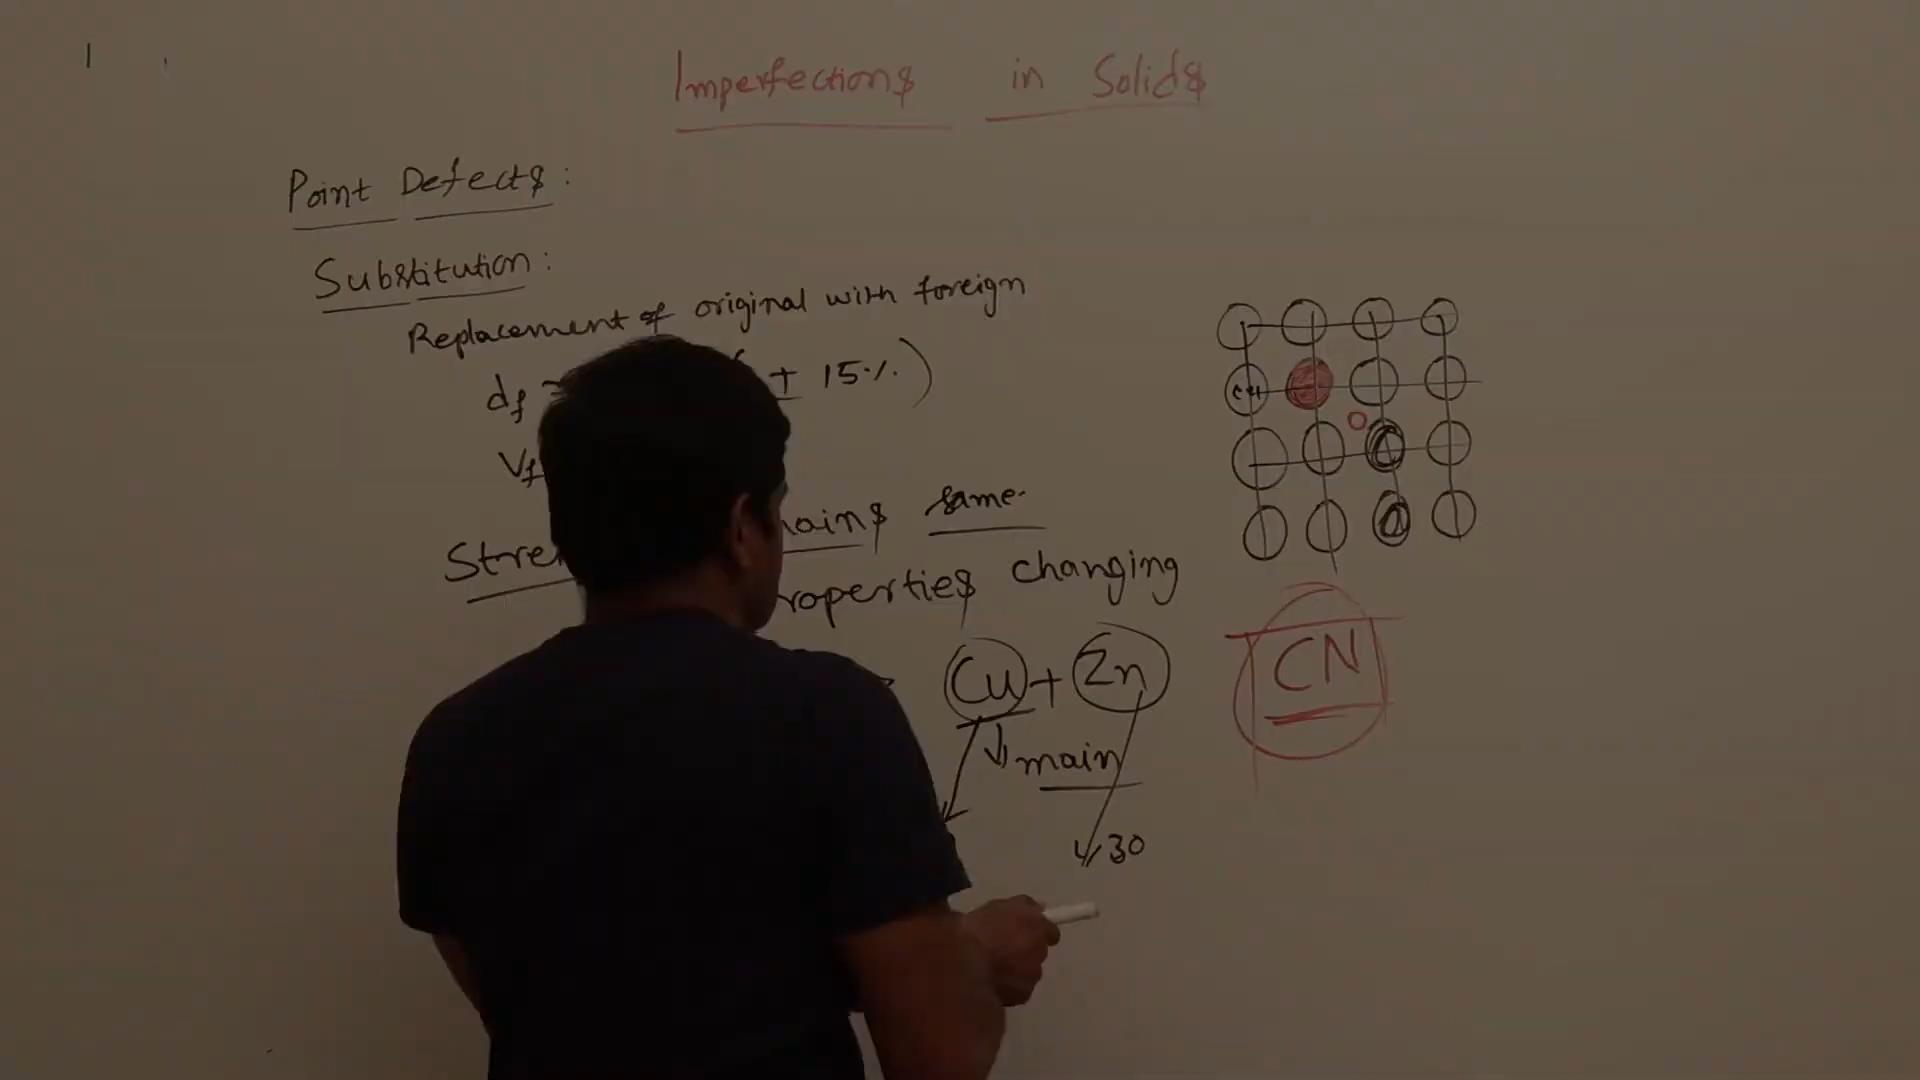 Imperfections in Solids
Point Defects:
Substitution:
Replacement of original with foreign
df ± 15%)
Vf
same
properties changing
Cu + Zn
main
30
CN